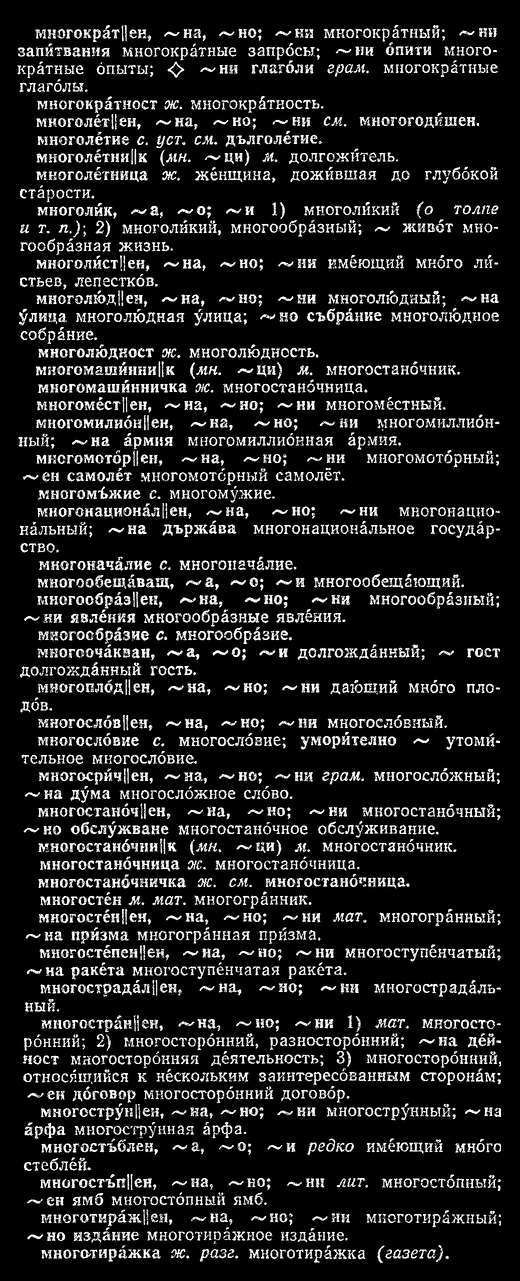 многокра́т||ен, ~на, ~но; ~ни многокра́тный; ~ни
запи́твания многокра́тные запро́сы; ~ни о́пити много-
кра́тные о́пыты; ◇ ~ни глаго́ли грам. многокра́тные
глаго́лы.
многокра́тност ж. многокра́тность.
многоле́т||ен, ~на, ~но; ~ни см. многогоди́шен.
многоле́тие с. уст. см. дълголе́тие.
многоле́тни||к (мн. ~ци) м. долгожи́тель.
многоле́тница ж. же́нщина, дожи́вшая до глубо́кой
ста́рости.
многоли́к, ~а, ~о; ~и 1) многоли́кий (о толпе
и т. п.); 2) многоли́кий, многообра́зный; ~ живо́т мно-
гообра́зная жизнь.
многоли́ст||ен, ~на, ~но; ~ни име́ющий мно́го ли́-
стьев, лепестко́в.
многолю́д||ен, ~на, ~но; ~ни многолю́дный; ~на
у́лица многолю́дная у́лица; ~но събра́ние многолю́дное
собра́ние.
многолю́дност ж. многолю́дность.
многомаши́нни||к (мн. ~ци) м. многостано́чник.
многомаши́нничка ж. многостано́чница.
многоме́ст||ен, ~на, ~но; ~ни многоме́стный.
многомилио́н||ен, ~на, ~но; ~ни многомиллио́н-
ный; ~на а́рмия многомиллио́нная а́рмия.
многомото́р||ен, ~на, ~но; ~ни многомото́рный;
~ен самоле́т многомото́рный самолёт.
многомъ́жие с. многому́жие.
многонациона́л||ен, ~на, ~но; ~ни многонацио-
на́льный; ~на държа́ва многонациона́льное госуда́р-
ство.
многонача́лие с. многонача́лие.
многообеща́ващ, ~а, ~о; ~и многообеща́ющий.
многообра́з||ен, ~на, ~но; ~ни многообра́зный;
~ни явле́ния многообра́зные явле́ния.
многообра́зие с. многообра́зие.
многооча́кван, ~а, ~о; ~и долгожда́нный; ~ гост
долгожда́нный гость.
многопло́д||ен, ~на, ~но; ~ни даю́щий мно́го пло-
до́в.
многосло́в||ен, ~на, ~но; ~ни многосло́вный.
многосло́вие с. многосло́вие; умори́телно ~ утоми́-
тельное многосло́вие.
многосри́ч||ен, ~на, ~но; ~ни грам. многосло́жный;
~на ду́ма многосло́жное сло́во.
многостано́ч||ен, ~на, ~но; ~ни многостано́чный;
~но обслу́жване многостано́чное обслу́живание.
многостано́чни||к (мн. ~ци) м. многостано́чник.
многостано́чница ж. многостано́чница.
многостано́чничка ж. см. многостано́чница.
многосте́н м. мат. многогра́нник.
многосте́н||ен, ~на, ~но; ~ни мат. многогра́нный;
~на при́зма многогра́нная при́зма.
многостепе́н||ен, ~на, ~но; ~ни многоступе́нчатый;
~на раке́та многоступе́нчатая раке́та.
многострада́л||ен, ~на, ~но; ~ни многострада́ль-
ный.
многостра́н||ен, ~на, ~но; ~ни 1) мат. многосто-
ро́нний; 2) многосторо́нний, разносторо́нний; ~на де́й-
ност многосторо́нняя де́ятельность; 3) многосторо́нний,
относя́щийся к не́скольким заинтересо́ванным сторона́м;
~ен до́говор многосторо́нний догово́р.
многостру́н||ен, ~на, ~но; ~ни многостру́нный; ~на
а́рфа многостру́нная а́рфа.
многостъ́блен, ~а, ~о; ~и редко име́ющий мно́го
стебле́й.
многостъ́п||ен, ~на, ~но; ~ни лит. многосто́пный;
~ен ямб многосто́пный ямб.
многотира́ж||ен, ~на, ~но; ~ни многотира́жный;
~но изда́ние многотира́жное изда́ние.
многотира́жка ж. разг. многотира́жка (газета).